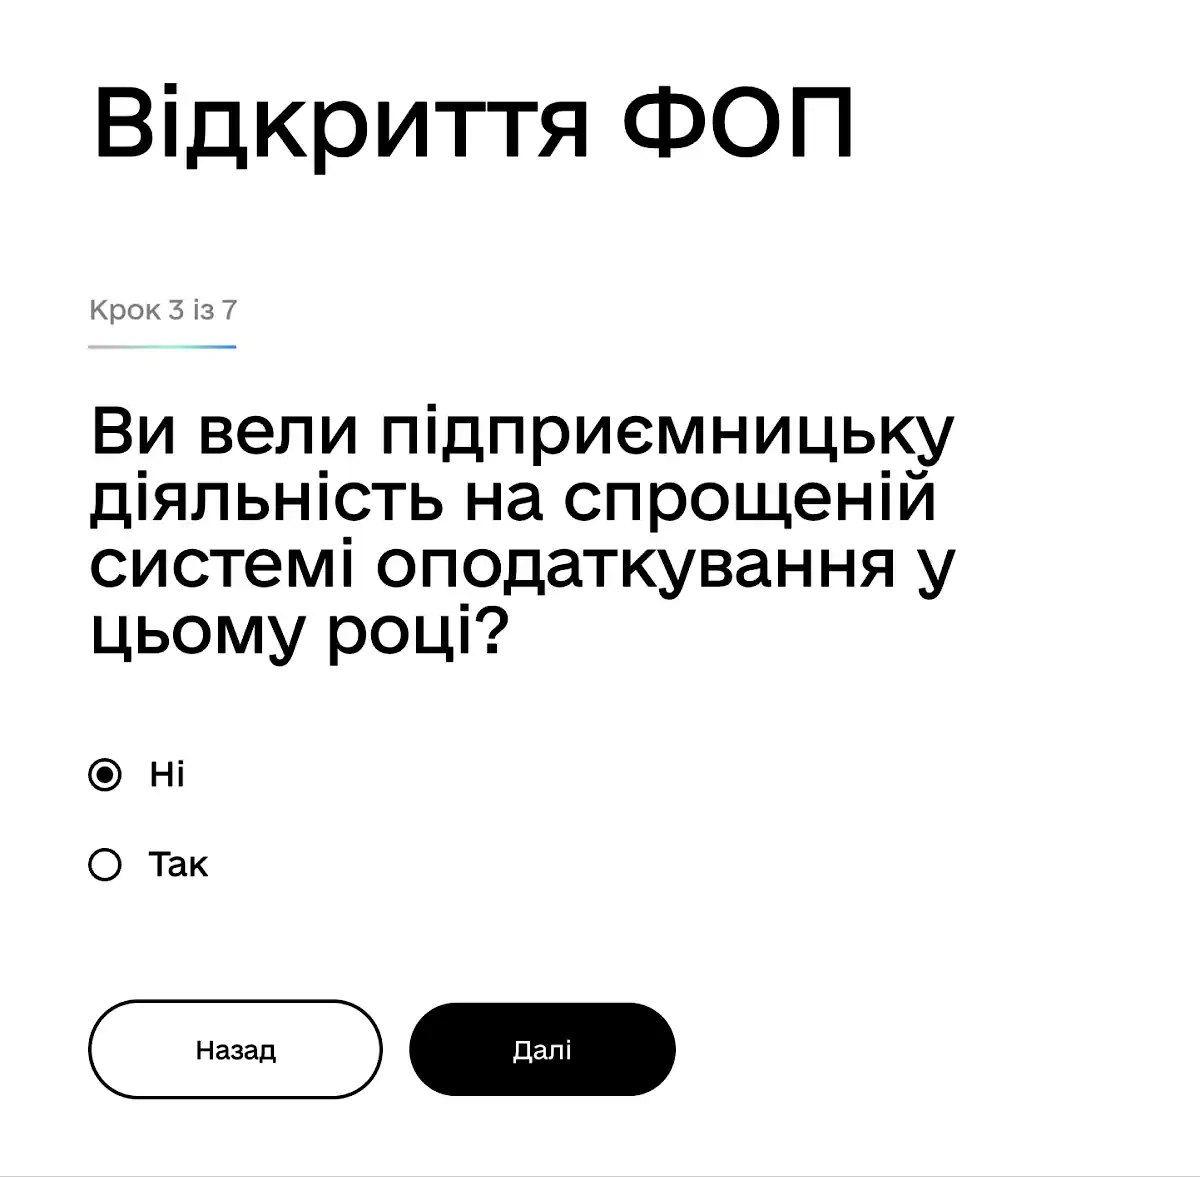 Відкриття ФОП
Крок 3 із 7
Ви вели підприємницьку
діяльність на спрощеній
системі оподаткування у
цьому році?
Ні
Так
Назад
Далі